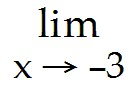 lim
x → –3